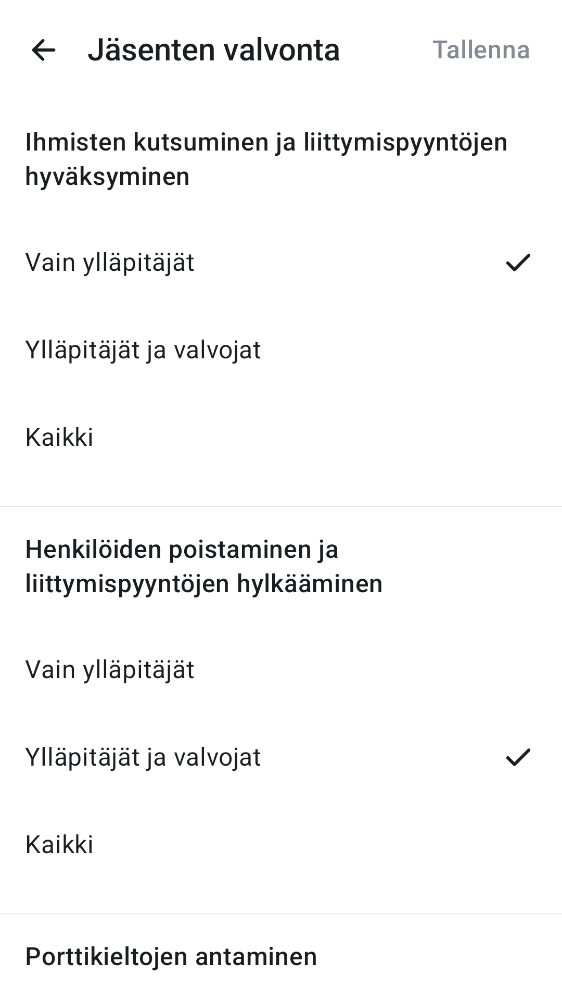 Jäsenten valvonta
Tallenna
Ihmisten kutsuminen ja liittymispyyntöjen
hyväksyminen
Vain ylläpitäjät
Ylläpitäjät ja valvojat
Kaikki
Henkilöiden poistaminen ja
liittymispyyntöjen hylkääminen
Vain ylläpitäjät
Ylläpitäjät ja valvojat
Kaikki
Porttikieltojen antaminen